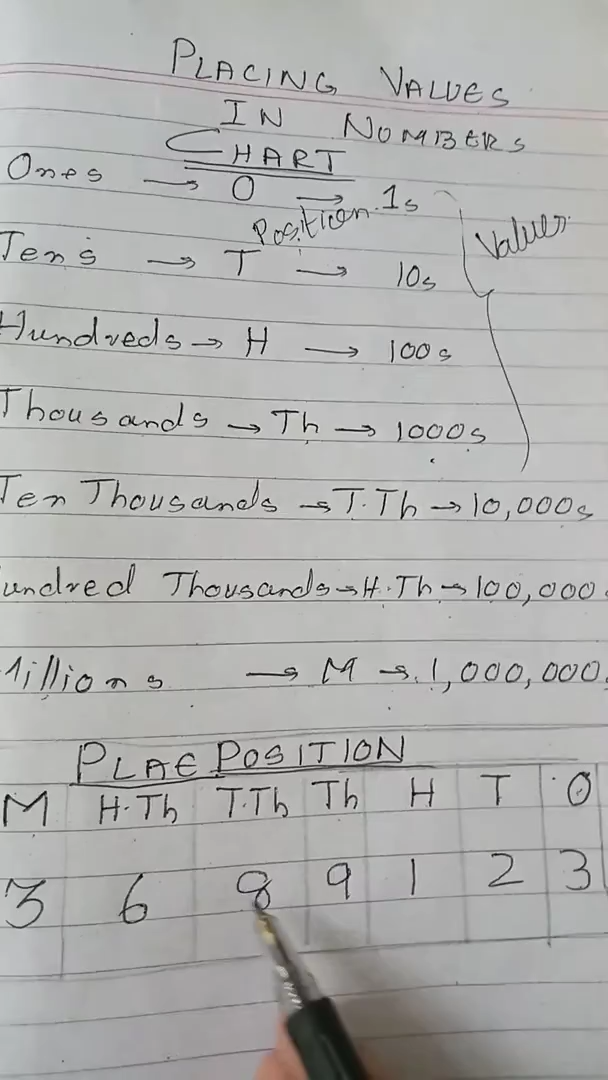 PLACING VALUES
IN NUMBERS
CHART
Ones → O → 1s
Position
Values
Tens → T → 10s
Hundreds → H → 100s
Thousands → Th → 1000s
Ten Thousands → T.Th → 10,000s
undred Thousands → H.Th → 100,000
Millions → M → 1,000,000
PLAE POSITION
M H.Th T.Th Th H T O
3 6 8 9 1 2 3